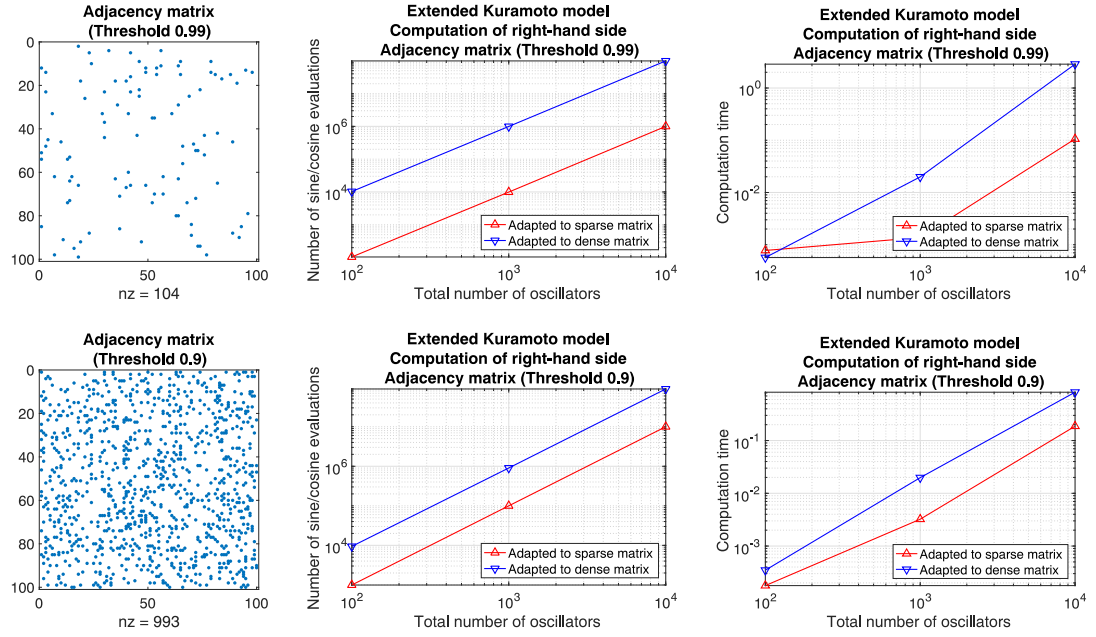 Adjacency matrix
(Threshold 0.99)
0
20
40
60
80
100
0
50
100
nz = 104
Extended Kuramoto model
Computation of right-hand side
Adjacency matrix (Threshold 0.99)
Number of sine/cosine evaluations
10^6
10^4
Adapted to sparse matrix
Adapted to dense matrix
10^2
10^3
10^4
Total number of oscillators
Extended Kuramoto model
Computation of right-hand side
Adjacency matrix (Threshold 0.99)
Computation time
10^0
10^-2
Adapted to sparse matrix
Adapted to dense matrix
10^2
10^3
10^4
Total number of oscillators
Adjacency matrix
(Threshold 0.9)
0
20
40
60
80
100
0
50
100
nz = 993
Extended Kuramoto model
Computation of right-hand side
Adjacency matrix (Threshold 0.9)
Number of sine/cosine evaluations
10^6
10^4
Adapted to sparse matrix
Adapted to dense matrix
10^2
10^3
10^4
Total number of oscillators
Extended Kuramoto model
Computation of right-hand side
Adjacency matrix (Threshold 0.9)
Computation time
10^-1
10^-2
10^-3
Adapted to sparse matrix
Adapted to dense matrix
10^2
10^3
10^4
Total number of oscillators